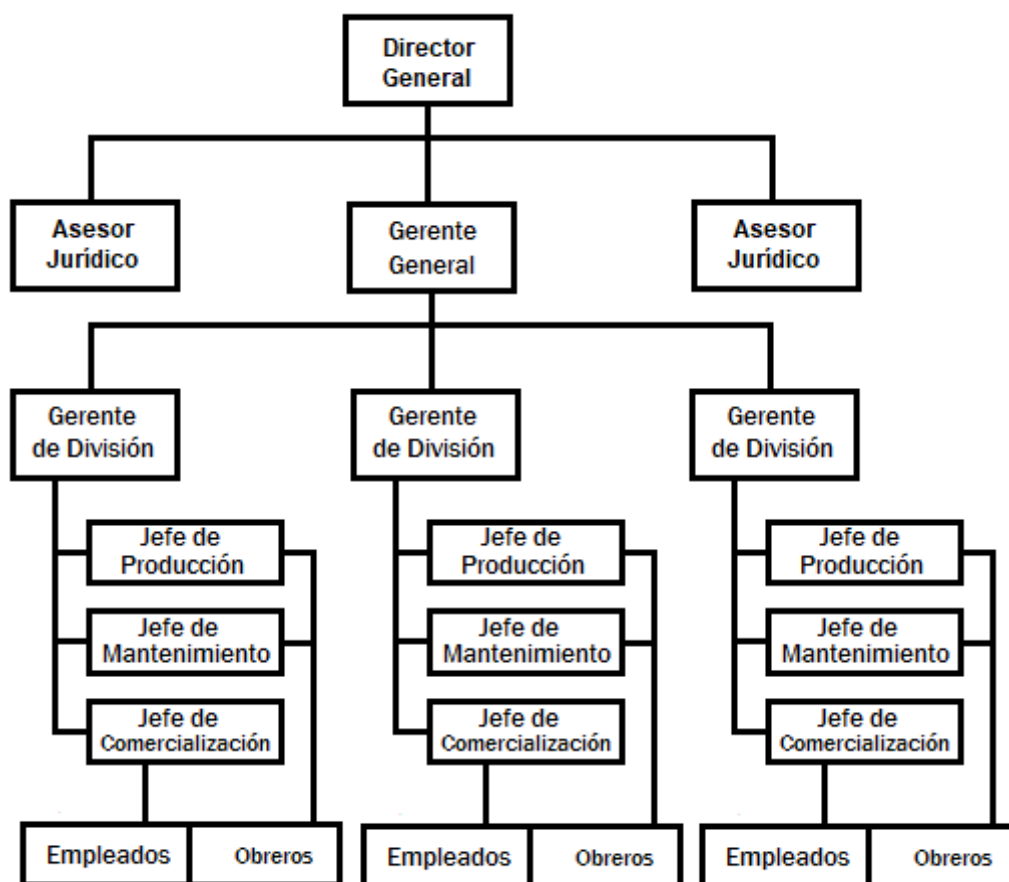 Director
General
Asesor
Jurídico
Gerente
General
Asesor
Jurídico
Gerente
de División
Gerente
de División
Gerente
de División
Jefe de
Producción
Jefe de
Producción
Jefe de
Producción
Jefe de
Mantenimiento
Jefe de
Mantenimiento
Jefe de
Mantenimiento
Jefe de
Comercialización
Jefe de
Comercialización
Jefe de
Comercialización
Empleados
Obreros
Empleados
Obreros
Empleados
Obreros